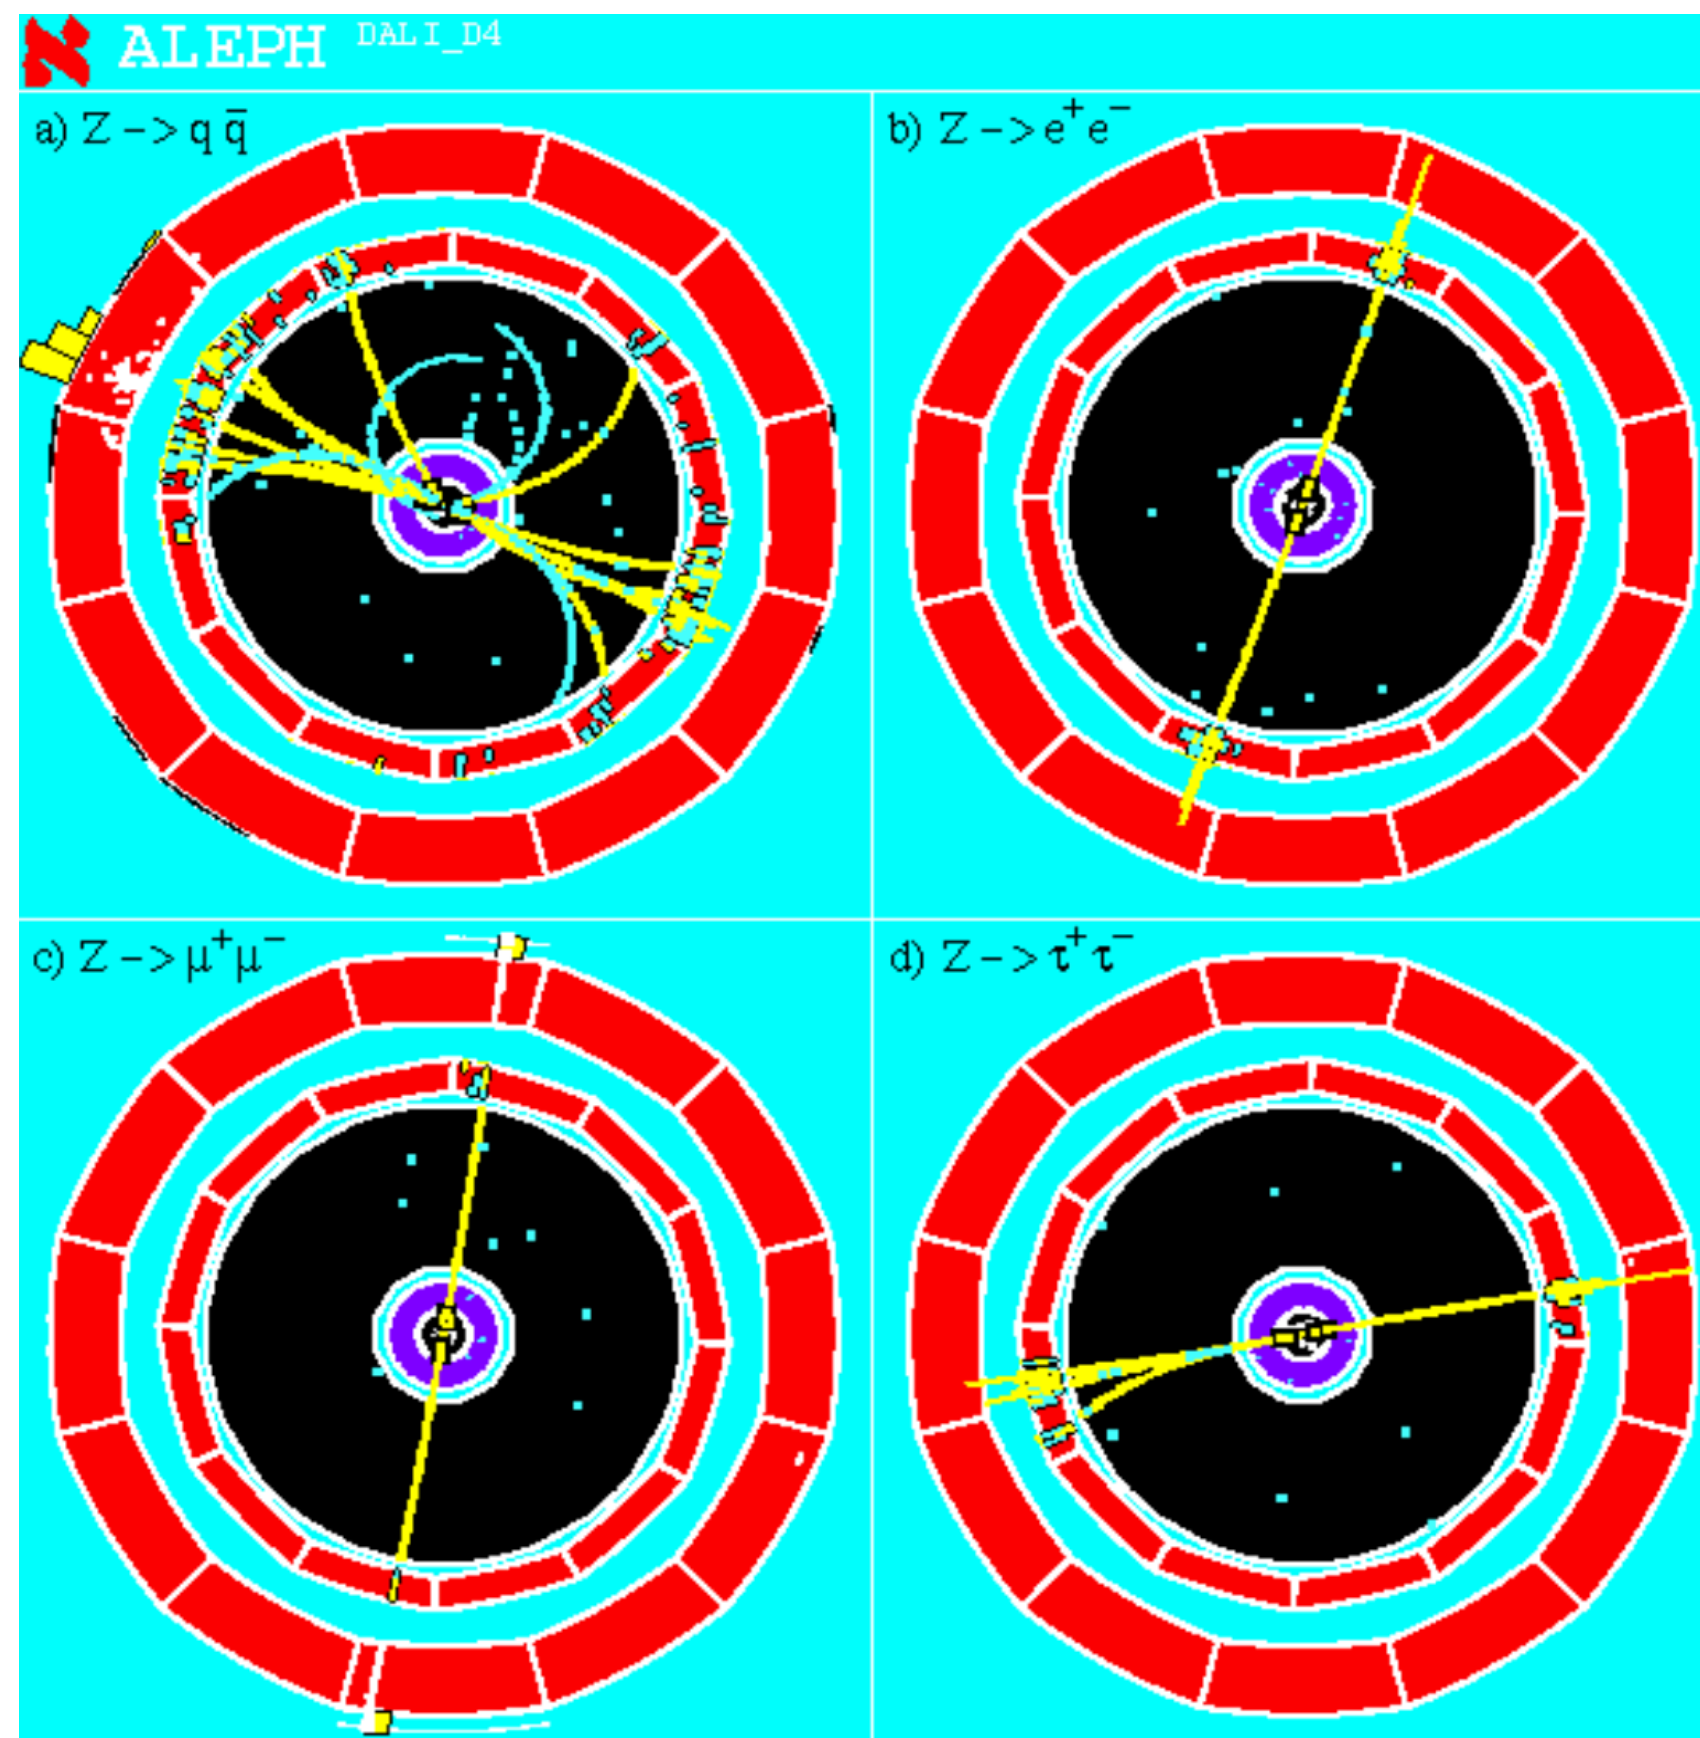 ℵ ALEPH DALI_D4
a) Z -> q q̄
b) Z -> e⁺ e⁻
c) Z -> μ⁺ μ⁻
d) Z -> τ⁺ τ⁻